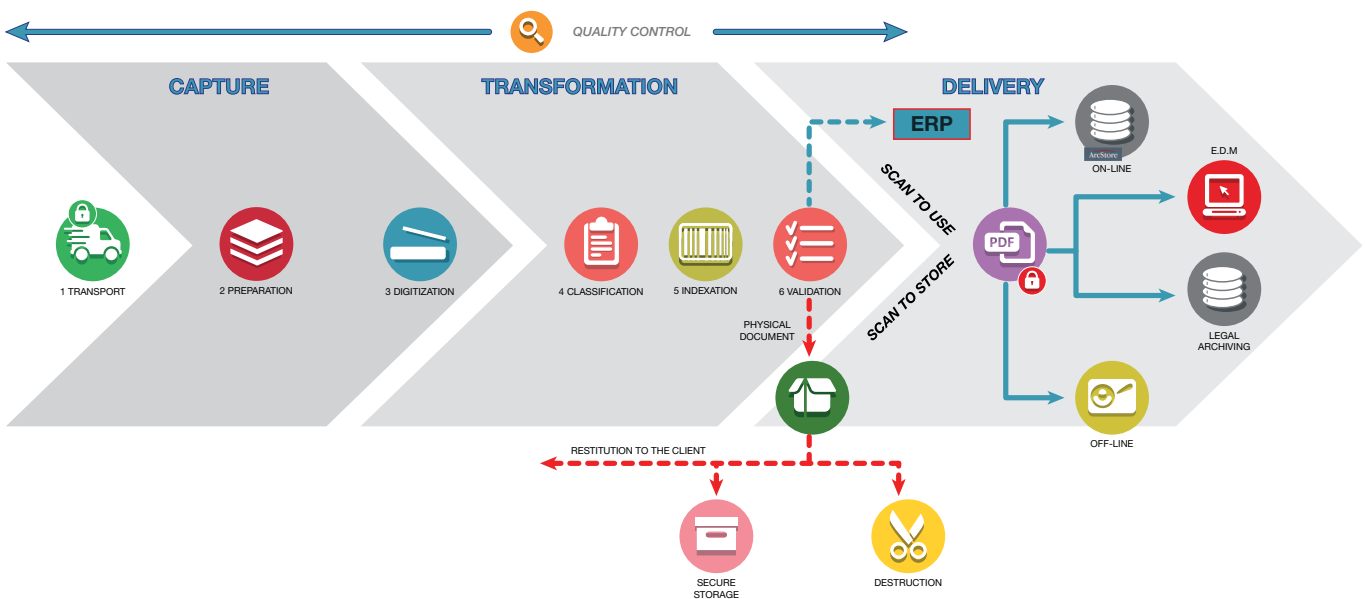 QUALITY CONTROL
CAPTURE
TRANSFORMATION
DELIVERY
ERP
ArcStore
ON-LINE
E.D.M
SCAN TO USE
SCAN TO STORE
PDF
1 TRANSPORT
2 PREPARATION
3 DIGITIZATION
4 CLASSIFICATION
5 INDEXATION
6 VALIDATION
PHYSICAL
DOCUMENT
LEGAL
ARCHIVING
OFF-LINE
RESTITUTION TO THE CLIENT
SECURE
STORAGE
DESTRUCTION